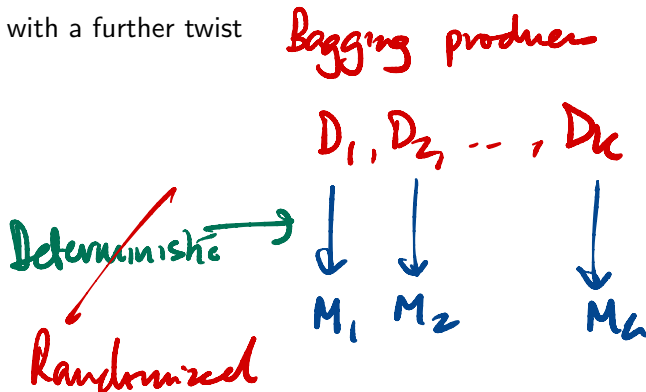 with a further twist
Bagging produces
D1, D2, ..., Dk
Deterministic
M1 M2 Mk
Randomized